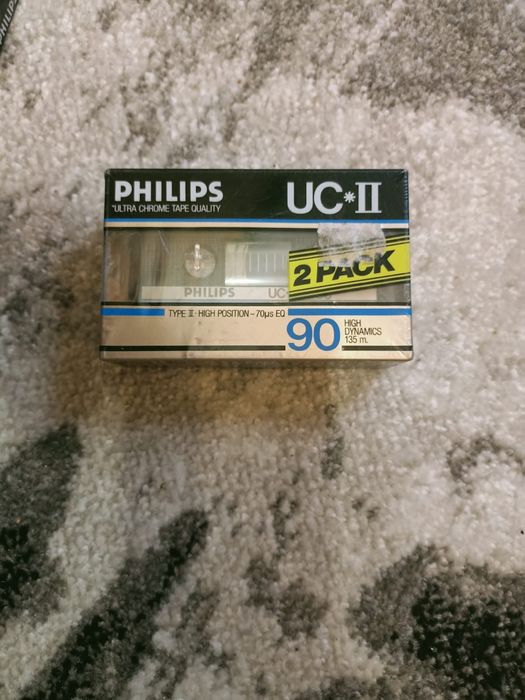 PHILIPS
UC*II
*ULTRA CHROME TAPE QUALITY
2 PACK
PHILIPS UC
TYPE II · HIGH POSITION – 70µs EQ
90
HIGH
DYNAMICS
135 m.
PHILIP